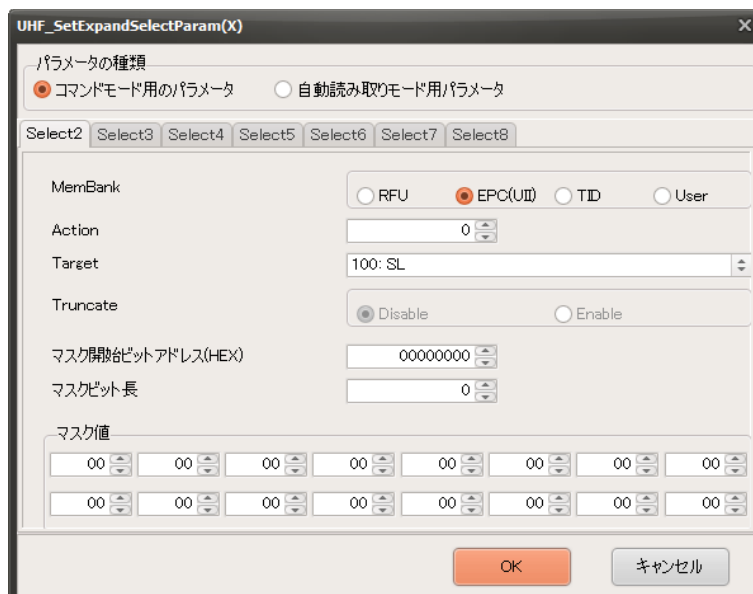 UHF_SetExpandSelectParam(X)
パラメータの種類
コマンドモード用のパラメータ 自動読み取りモード用パラメータ
Select2 Select3 Select4 Select5 Select6 Select7 Select8
MemBank RFU EPC(UII) TID User
Action 0
Target 100: SL
Truncate Disable Enable
マスク開始ビットアドレス(HEX) 00000000
マスクビット長 0
マスク値
00 00 00 00 00 00 00 00
00 00 00 00 00 00 00 00
OK キャンセル